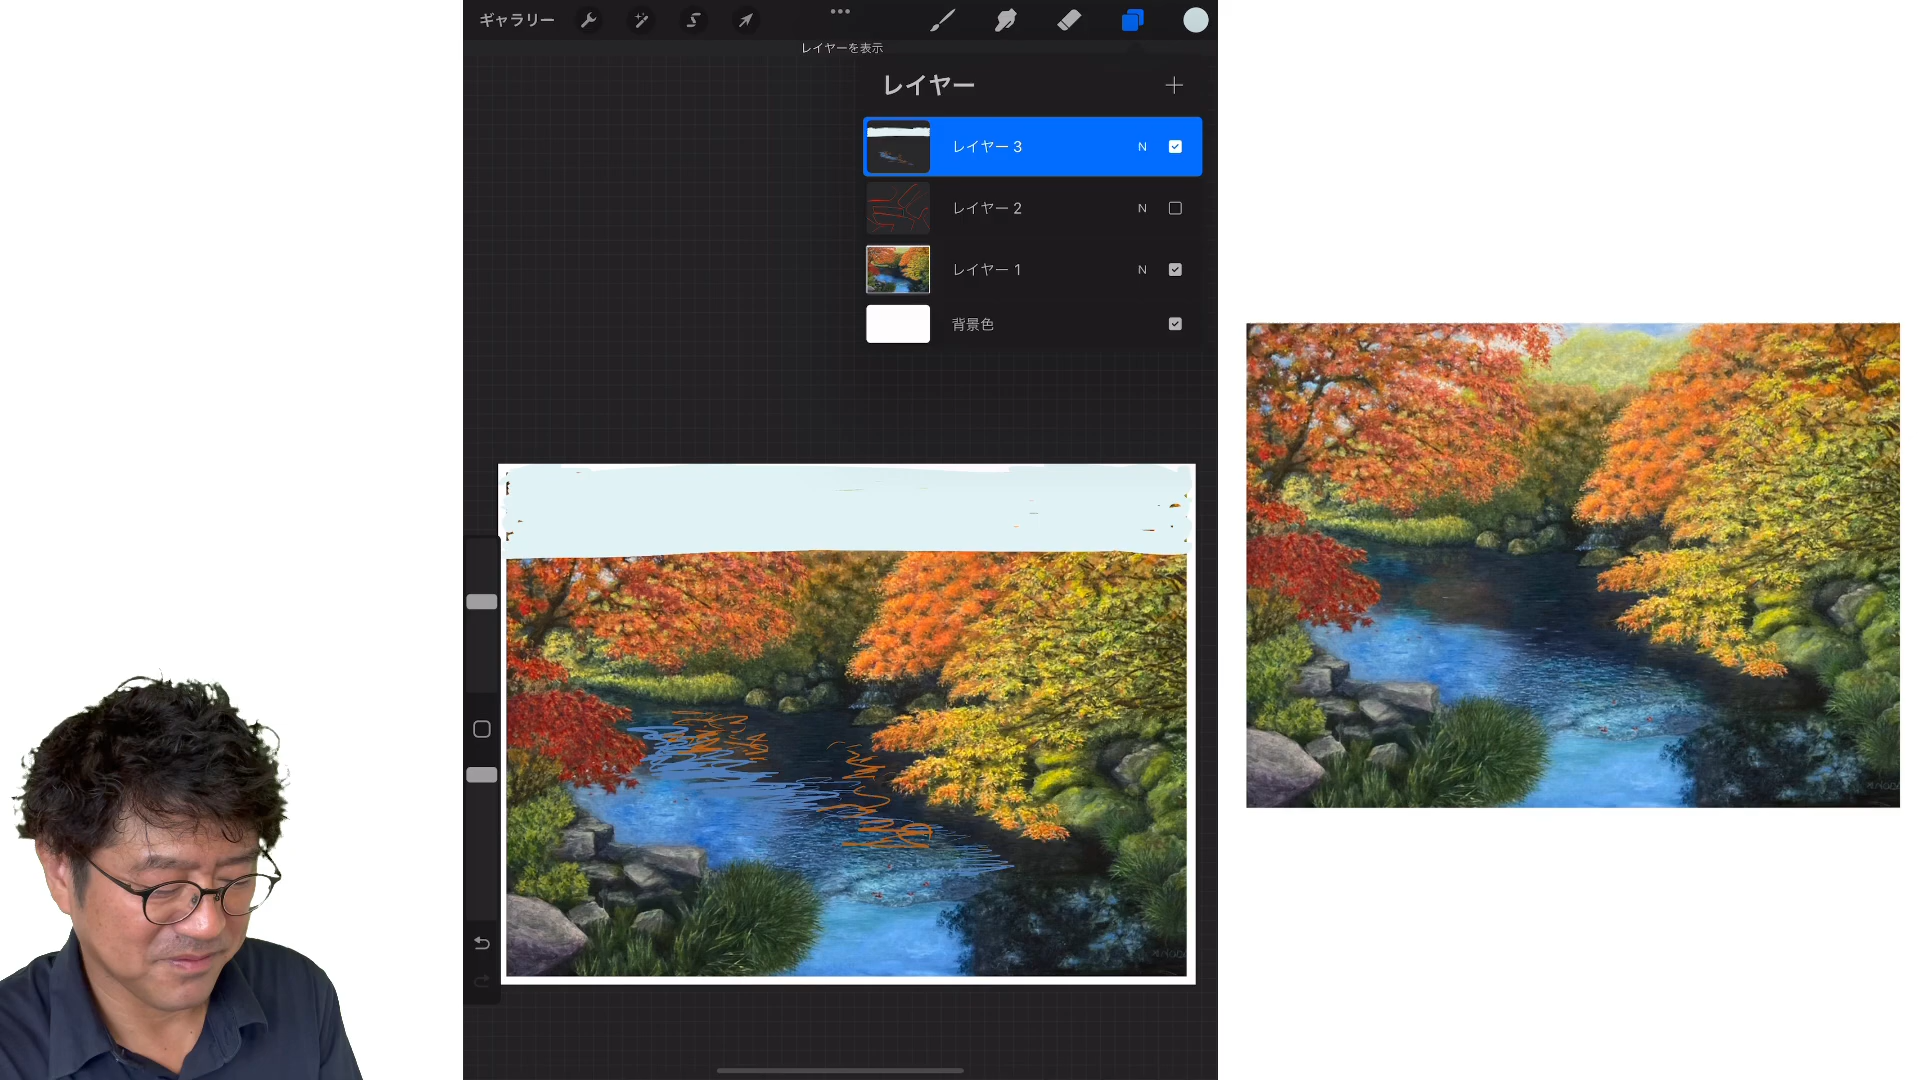 ギャラリー
レイヤーを表示
レイヤー
レイヤー 3 N
レイヤー 2 N
レイヤー 1 N
背景色